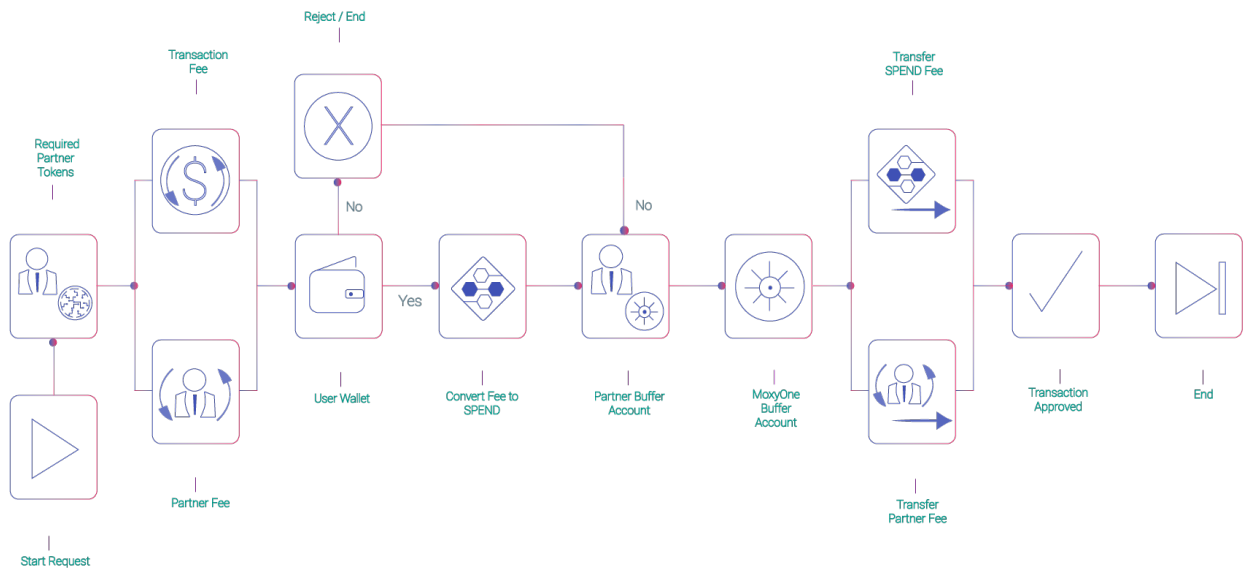 Reject / End
Transaction
Fee
Transfer
SPEND Fee
Required
Partner
Tokens
No
No
Yes
User Wallet
Convert Fee to
SPEND
Partner Buffer
Account
MoxyOne
Buffer
Account
Transaction
Approved
End
Partner Fee
Transfer
Partner Fee
Start Request